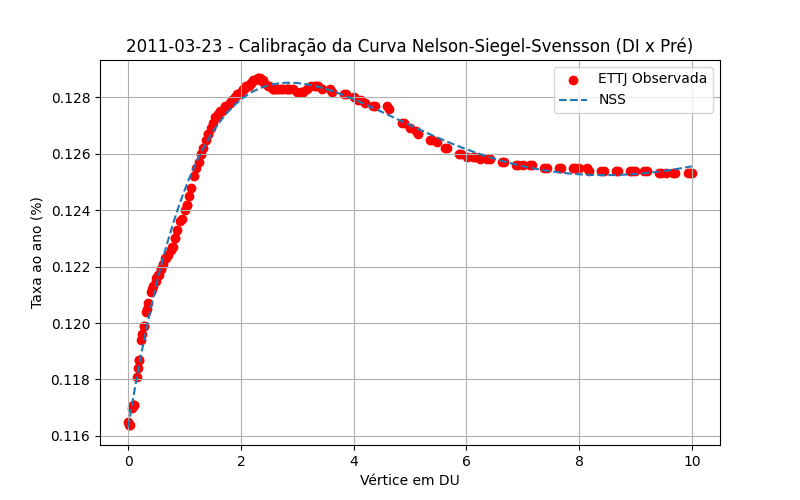 2011-03-23 - Calibração da Curva Nelson-Siegel-Svensson (DI x Pré)
ETTJ Observada
NSS
Taxa ao ano (%)
0.128
0.126
0.124
0.122
0.120
0.118
0.116
0 2 4 6 8 10
Vértice em DU